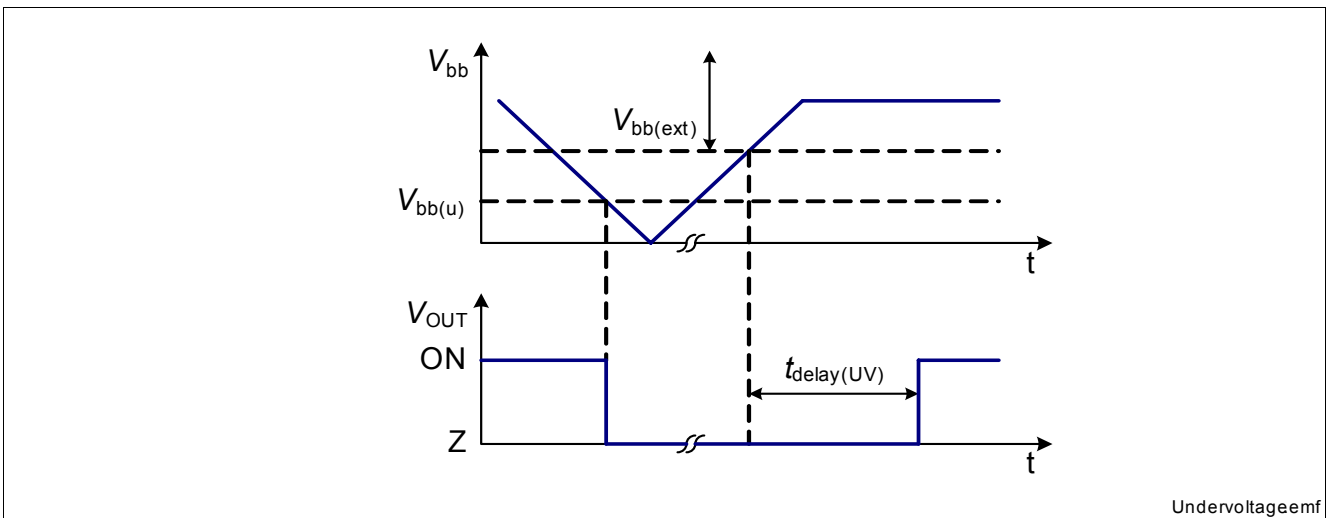 Vbb
Vbb(ext)
Vbb(u)
t
VOUT
ON
tdelay(UV)
Z
t
Undervoltageemf